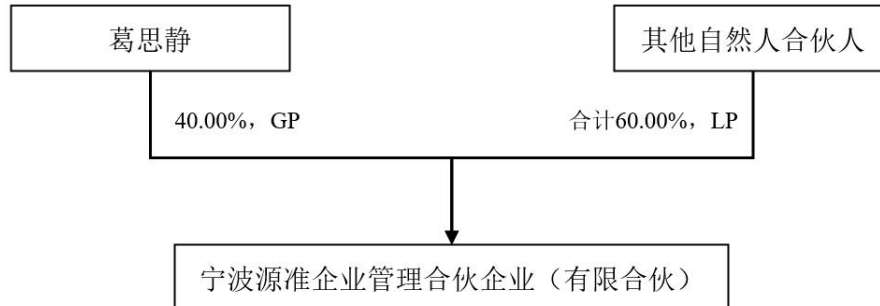 葛思静
其他自然人合伙人
40.00%，GP
合计60.00%，LP
宁波源准企业管理合伙企业（有限合伙）